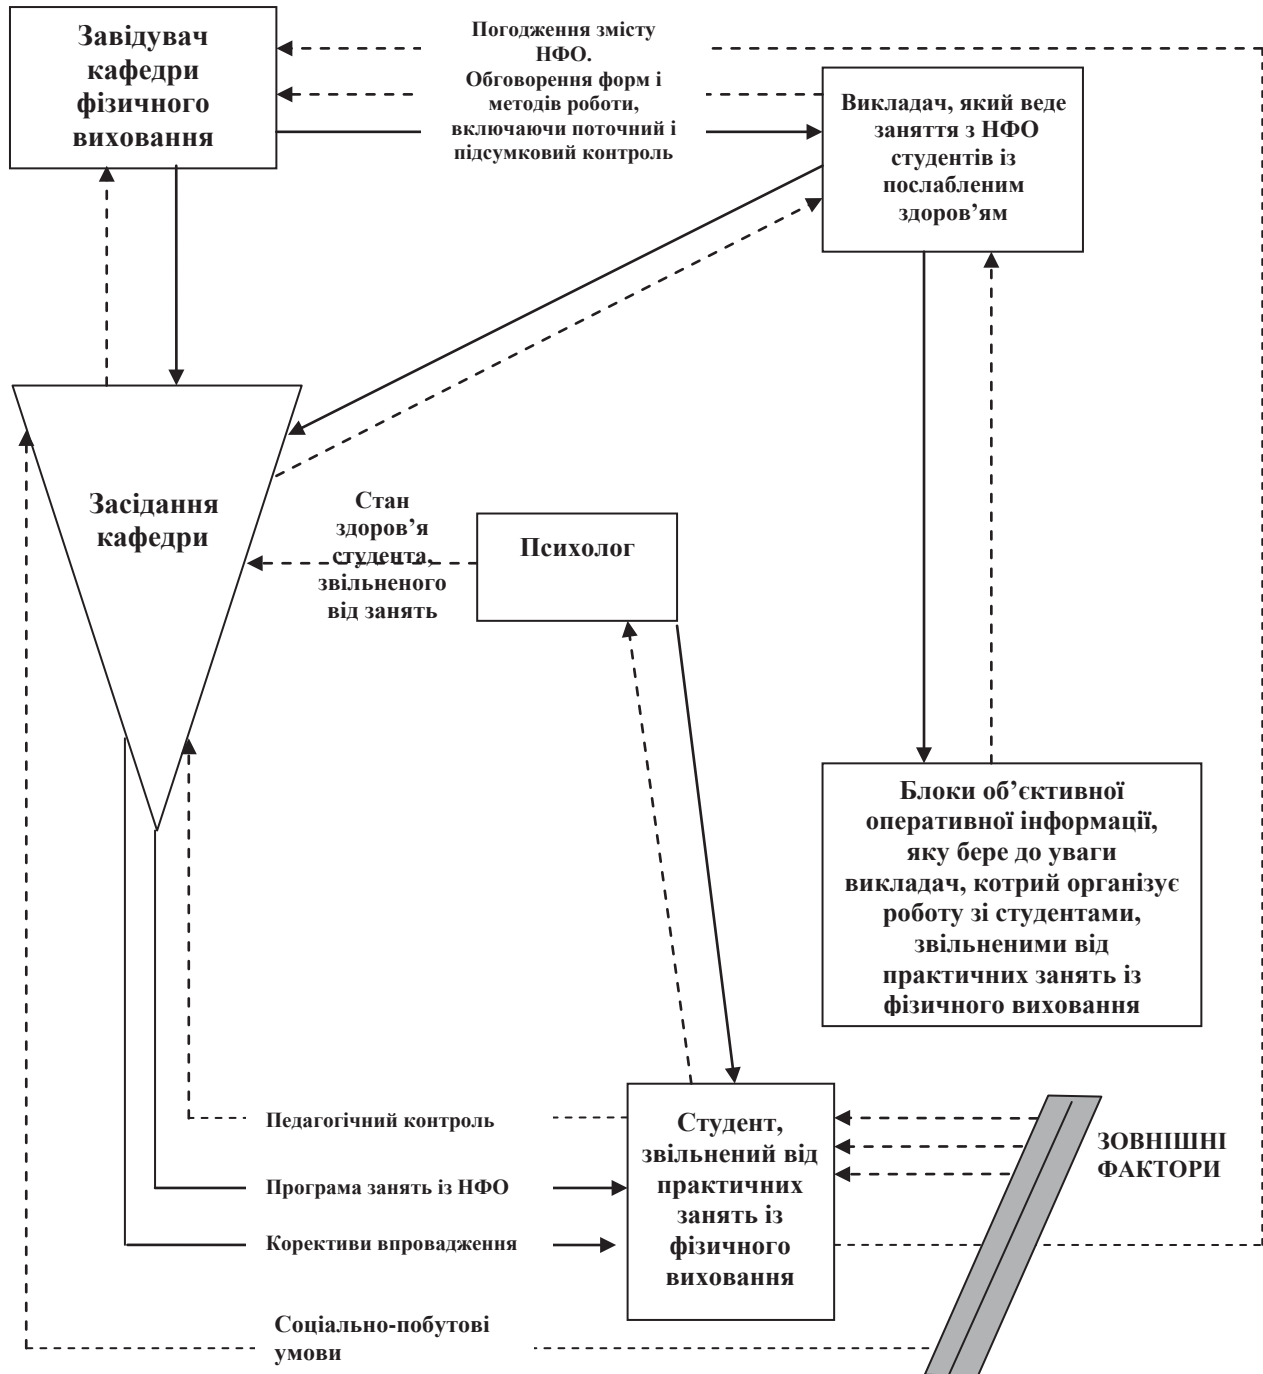 Завідувач
кафедри
фізичного
виховання
Погодження змісту
НФО.
Обговорення форм і
методів роботи,
включаючи поточний і
підсумковий контроль
Викладач, який веде
заняття з НФО
студентів із
послабленим
здоров’ям
Засідання
кафедри
Стан
здоров’я
студента,
звільненого
від занять
Психолог
Блоки об’єктивної
оперативної інформації,
яку бере до уваги
викладач, котрий організує
роботу зі студентами,
звільненими від
практичних занять із
фізичного виховання
Педагогічний контроль
Програма занять із НФО
Корективи впровадження
Соціально-побутові
умови
Студент,
звільнений від
практичних
занять із
фізичного
виховання
ЗОВНІШНІ
ФАКТОРИ